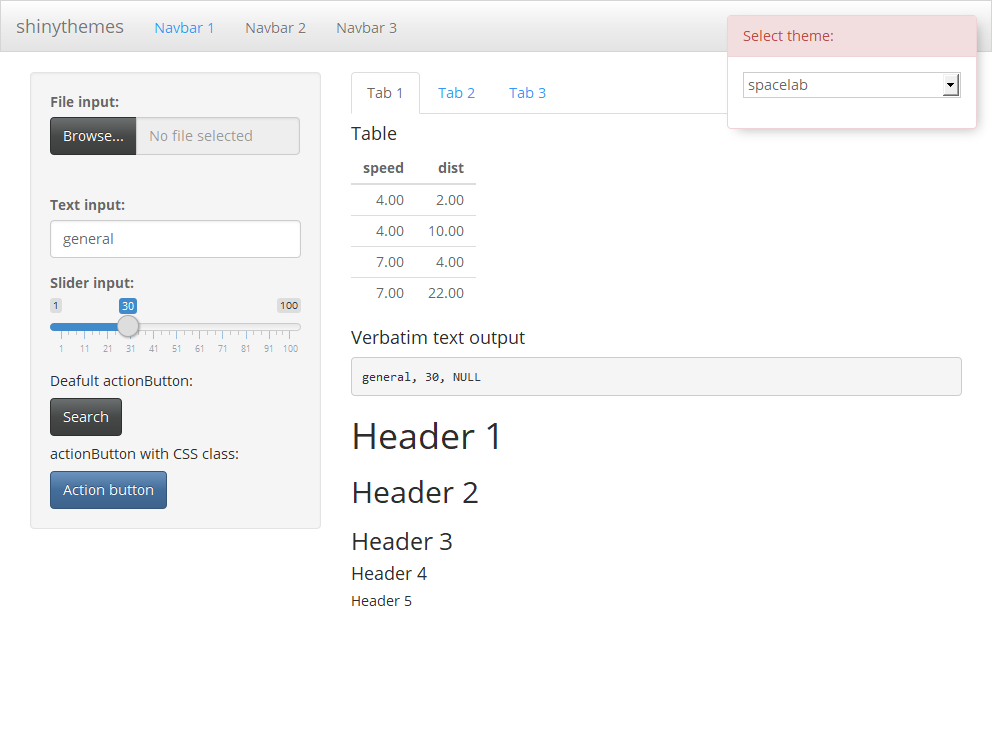 shinythemes Navbar 1 Navbar 2 Navbar 3
Select theme:
spacelab
File input:
Browse... No file selected
Text input:
general
Slider input:
1 30 100
1 11 21 31 41 51 61 71 81 91 100
Deafult actionButton:
Search
actionButton with CSS class:
Action button
Tab 1 Tab 2 Tab 3
Table
speed dist
4.00 2.00
4.00 10.00
7.00 4.00
7.00 22.00
Verbatim text output
general, 30, NULL
Header 1
Header 2
Header 3
Header 4
Header 5